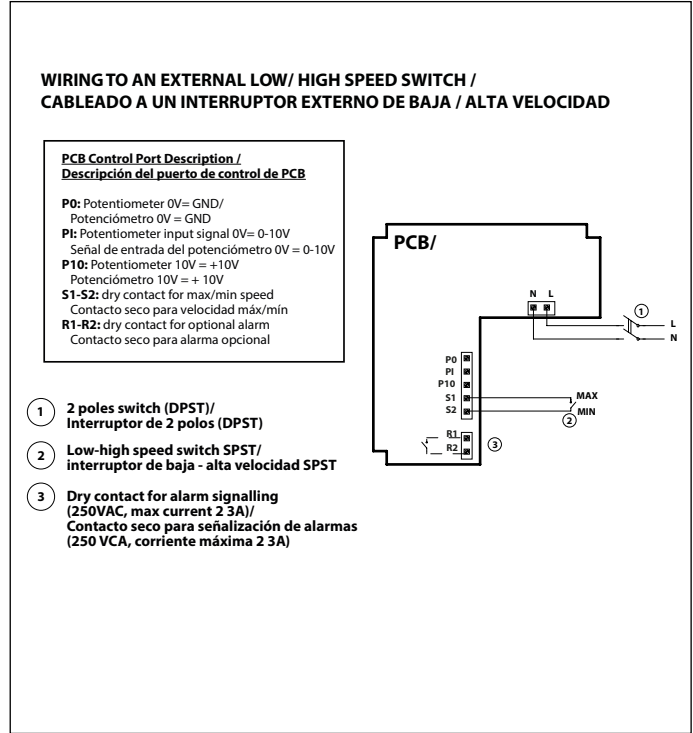 WIRING TO AN EXTERNAL LOW/ HIGH SPEED SWITCH /
CABLEADO A UN INTERRUPTOR EXTERNO DE BAJA / ALTA VELOCIDAD
PCB Control Port Description /
Descripción del puerto de control de PCB
P0: Potentiometer 0V= GND/
Potenciómetro 0V = GND
PI: Potentiometer input signal 0V= 0-10V
Señal de entrada del potenciómetro 0V = 0-10V
P10: Potentiometer 10V = +10V
Potenciómetro 10V = + 10V
S1-S2: dry contact for max/min speed
Contacto seco para velocidad máx/mín
R1-R2: dry contact for optional alarm
Contacto seco para alarma opcional
1 2 poles switch (DPST)/
Interruptor de 2 polos (DPST)
2 Low-high speed switch SPST/
interruptor de baja - alta velocidad SPST
3 Dry contact for alarm signalling
(250VAC, max current 2 3A)/
Contacto seco para señalización de alarmas
(250 VCA, corriente máxima 2 3A)
PCB/
N L
1
L
N
P0
PI
P10
S1
S2
MAX
MIN
2
R1
R2
3